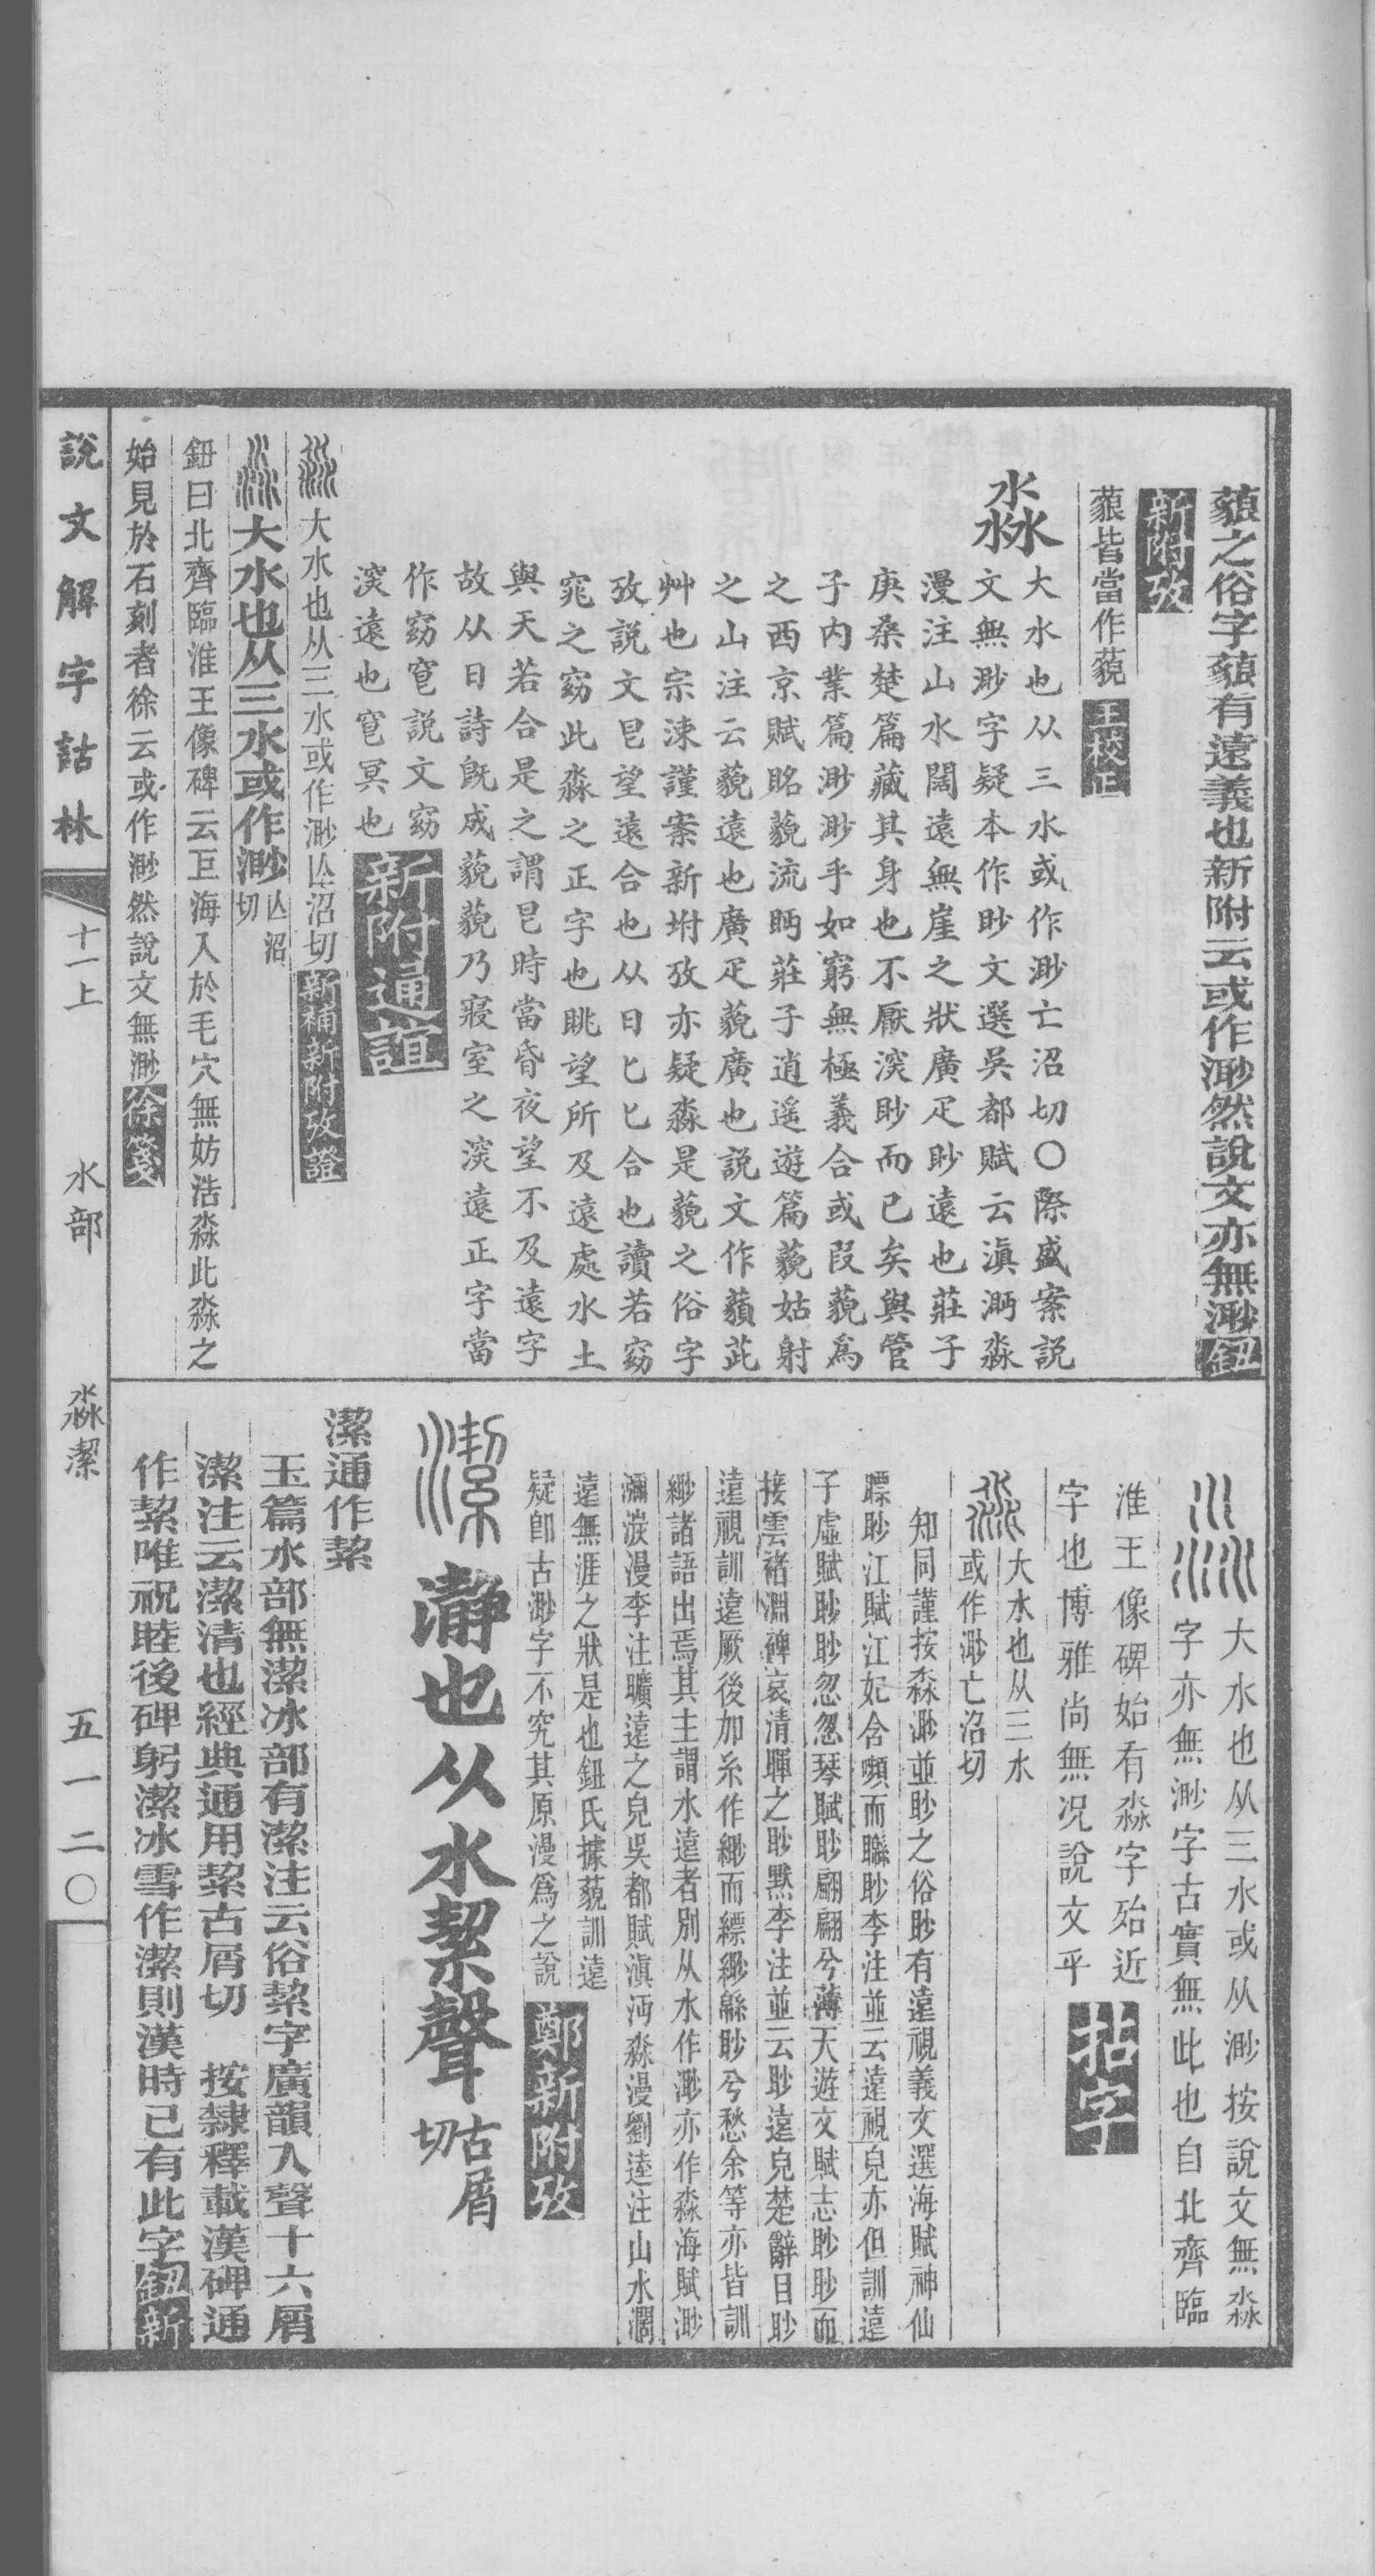 藐之俗字藐有遠義也新附云或作渺然說文亦無渺鈕
新附攷
藐皆當作藐王校正
淼大水也从三水或作渺亡沼切〇際盛案説
文無渺字疑本作眇文選吳都賦云滇㴐淼
漫注山水闊遠無崖之狀廣疋眇遠也莊子
庚桑楚篇藏其身也不厭深眇而已矣與管
子内業篇渺渺乎如窮無極義合或叚藐爲
之西京賦眳藐流眄莊子逍遥遊篇藐姑射
之山注云藐遠也廣疋藐廣也説文作藐茈
艸也宗涑謹案新坿攷亦疑淼是藐之俗字
攷説文㫐望遠合也从日匕匕合也讀若窈
窕之窈此淼之正字也眺望所及遠處水土
與天若合是之謂㫐時當昏夜望不及遠字
故从日詩旣成藐藐乃寢室之深遠正字當
作窈窅説文窈
深遠也窅冥也新附通誼
淼大水也从三水或作渺亾沼切新補新附攷證
淼大水也从三水或作渺亾沼切
鈕曰北齊臨淮王像碑云巨海入於毛穴無妨浩淼此淼之
始見於石刻者徐云或作渺然說文無渺徐箋
淼大水也从三水或从渺按說文無淼
字亦無渺字古實無此也自北齊臨
淮王像碑始有淼字殆近
字也博雅尚無况說文乎拈字
淼大水也从三水
或作渺亡沼切
知同謹按淼渺並眇之俗眇有遠視義文選海賦神仙
瞟眇江賦江妃含嚬而矊眇李注並云遠視皃亦但訓遠
子虛賦眇眇忽忽琴賦眇翩翩兮薄天遊文賦志眇眇而
接雲褚淵碑哀清暉之眇默李注並云眇遠皃楚辭目眇
遠視訓遠厥後加糸作緲而縹緲緜眇兮愁余等亦皆訓
緲諸語出焉其主謂水遠者別从水作渺亦作淼海賦渺
瀰湠漫李注曠遠之皃吳都賦滇沔淼漫劉逵注山水濶
遠無涯之狀是也鈕氏據藐訓遠
疑卽古渺字不究其原漫爲之說鄭新附攷
潔瀞也从水絜聲古屑切
潔通作絜
玉篇水部無潔冰部有潔注云俗絜字廣韻入聲十六屑
潔注云潔清也經典通用絜古屑切　按隸釋載漢碑通
作絜唯祝睦後碑躬潔冰雪作潔則漢時已有此字鈕新
說文解字詁林
十一上
水部
淼潔
五一二〇